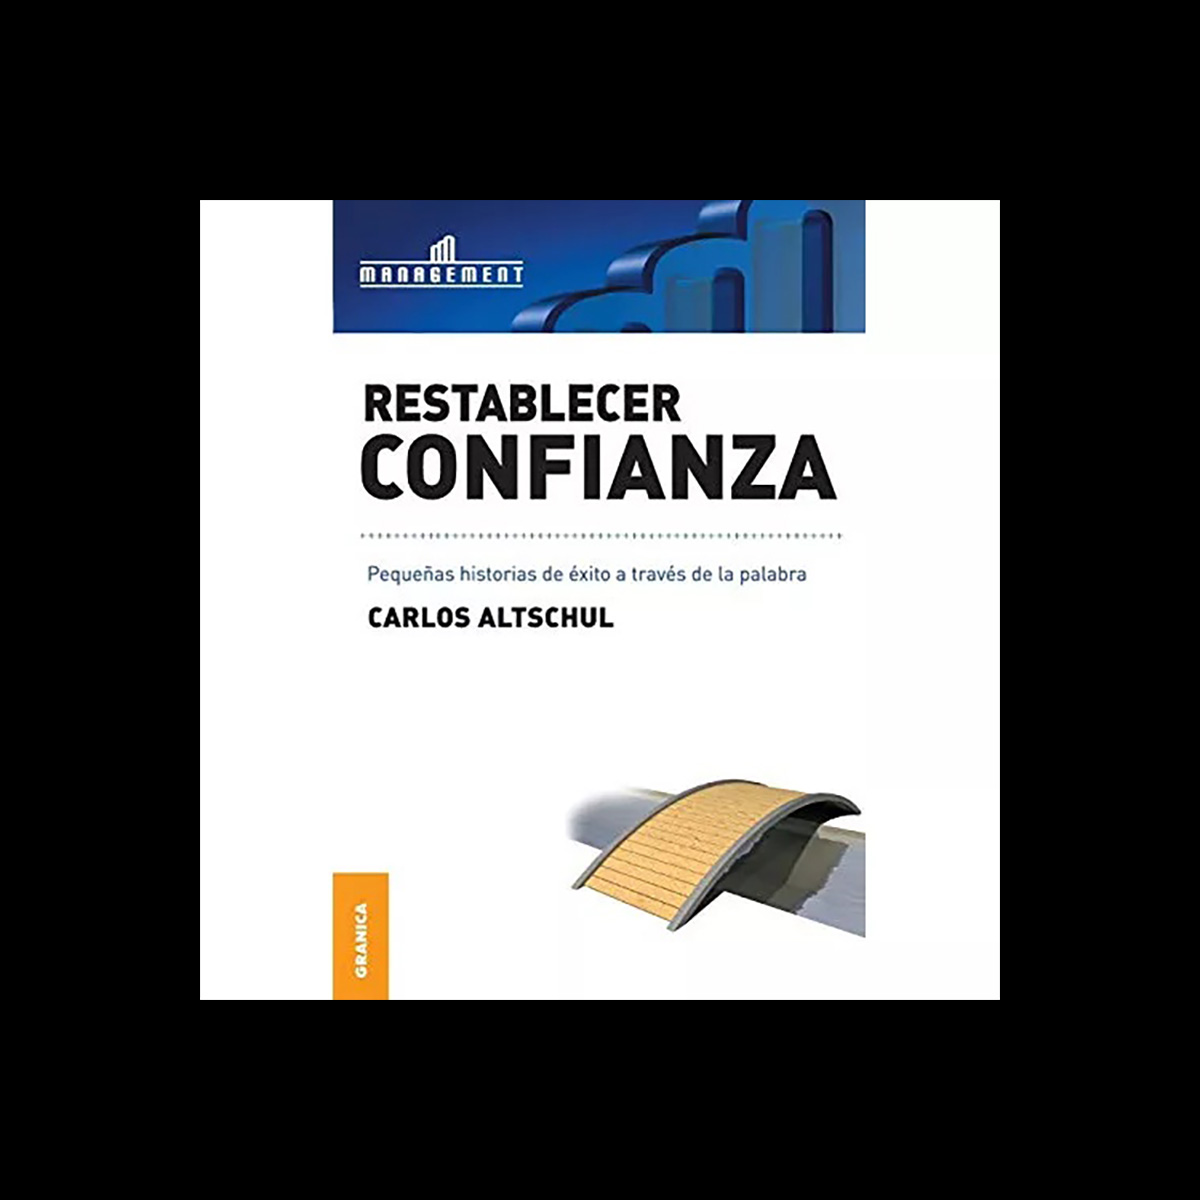 MANAGEMENT
RESTABLECER
CONFIANZA
Pequeñas historias de éxito a través de la palabra
CARLOS ALTSCHUL
GRANICA